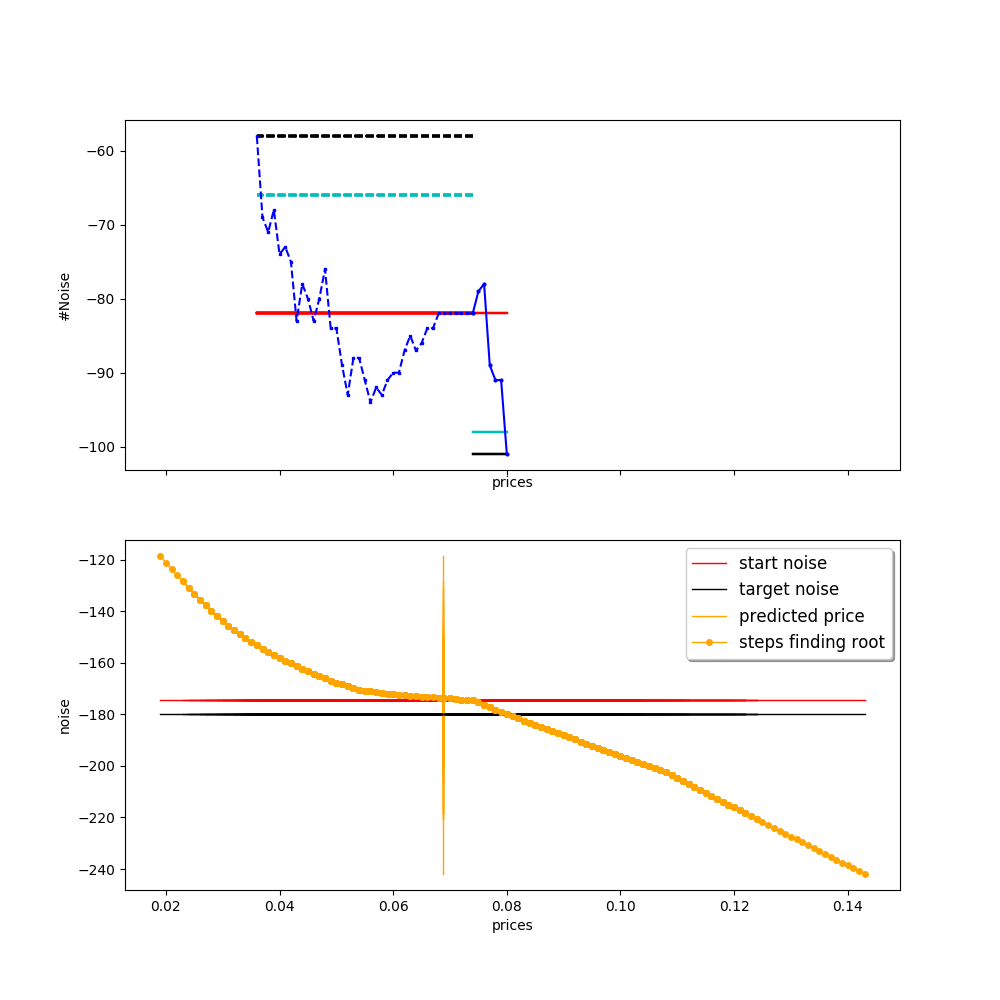 −60
−70
−80
−90
−100
#Noise
prices
start noise
target noise
predicted price
steps finding root
−120
−140
−160
−180
−200
−220
−240
noise
0.02 0.04 0.06 0.08 0.10 0.12 0.14
prices